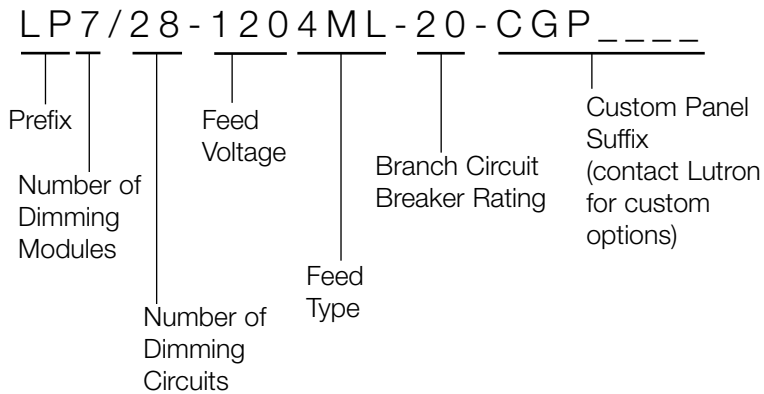 LP7/28-1204ML-20-CGP____
Prefix
Number of
Dimming
Modules
Number of
Dimming
Circuits
Feed
Voltage
Feed
Type
Branch Circuit
Breaker Rating
Custom Panel
Suffix
(contact Lutron
for custom
options)